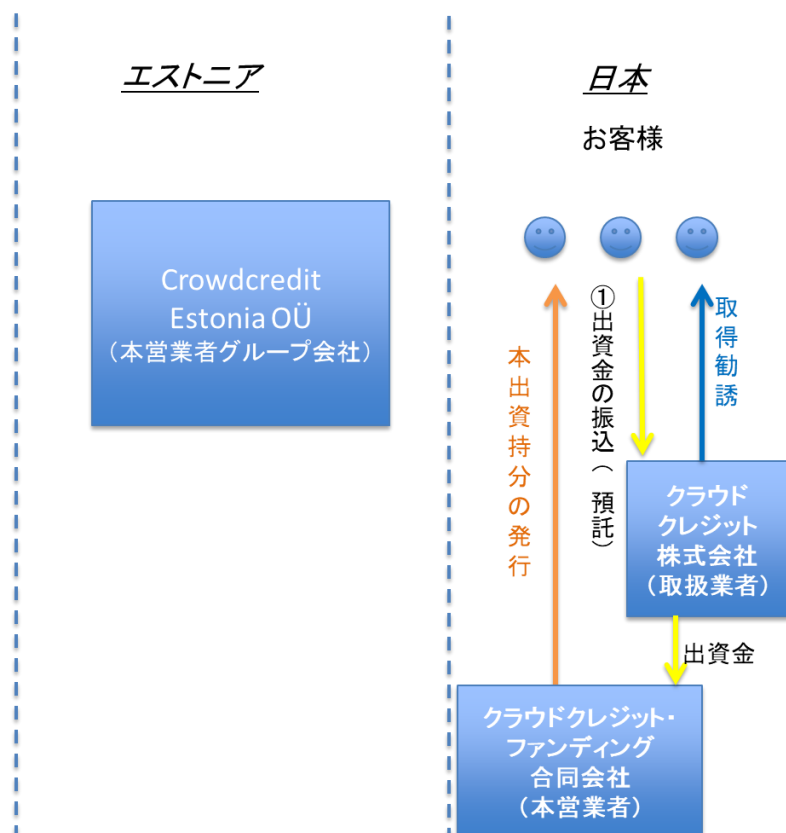 エストニア
日本
お客様
Crowdcredit
Estonia OÜ
（本営業者グループ会社）
本出資持分の発行
①出資金の振込（預託）
取得勧誘
クラウド
クレジット
株式会社
（取扱業者）
出資金
クラウドクレジット・
ファンディング
合同会社
（本営業者）